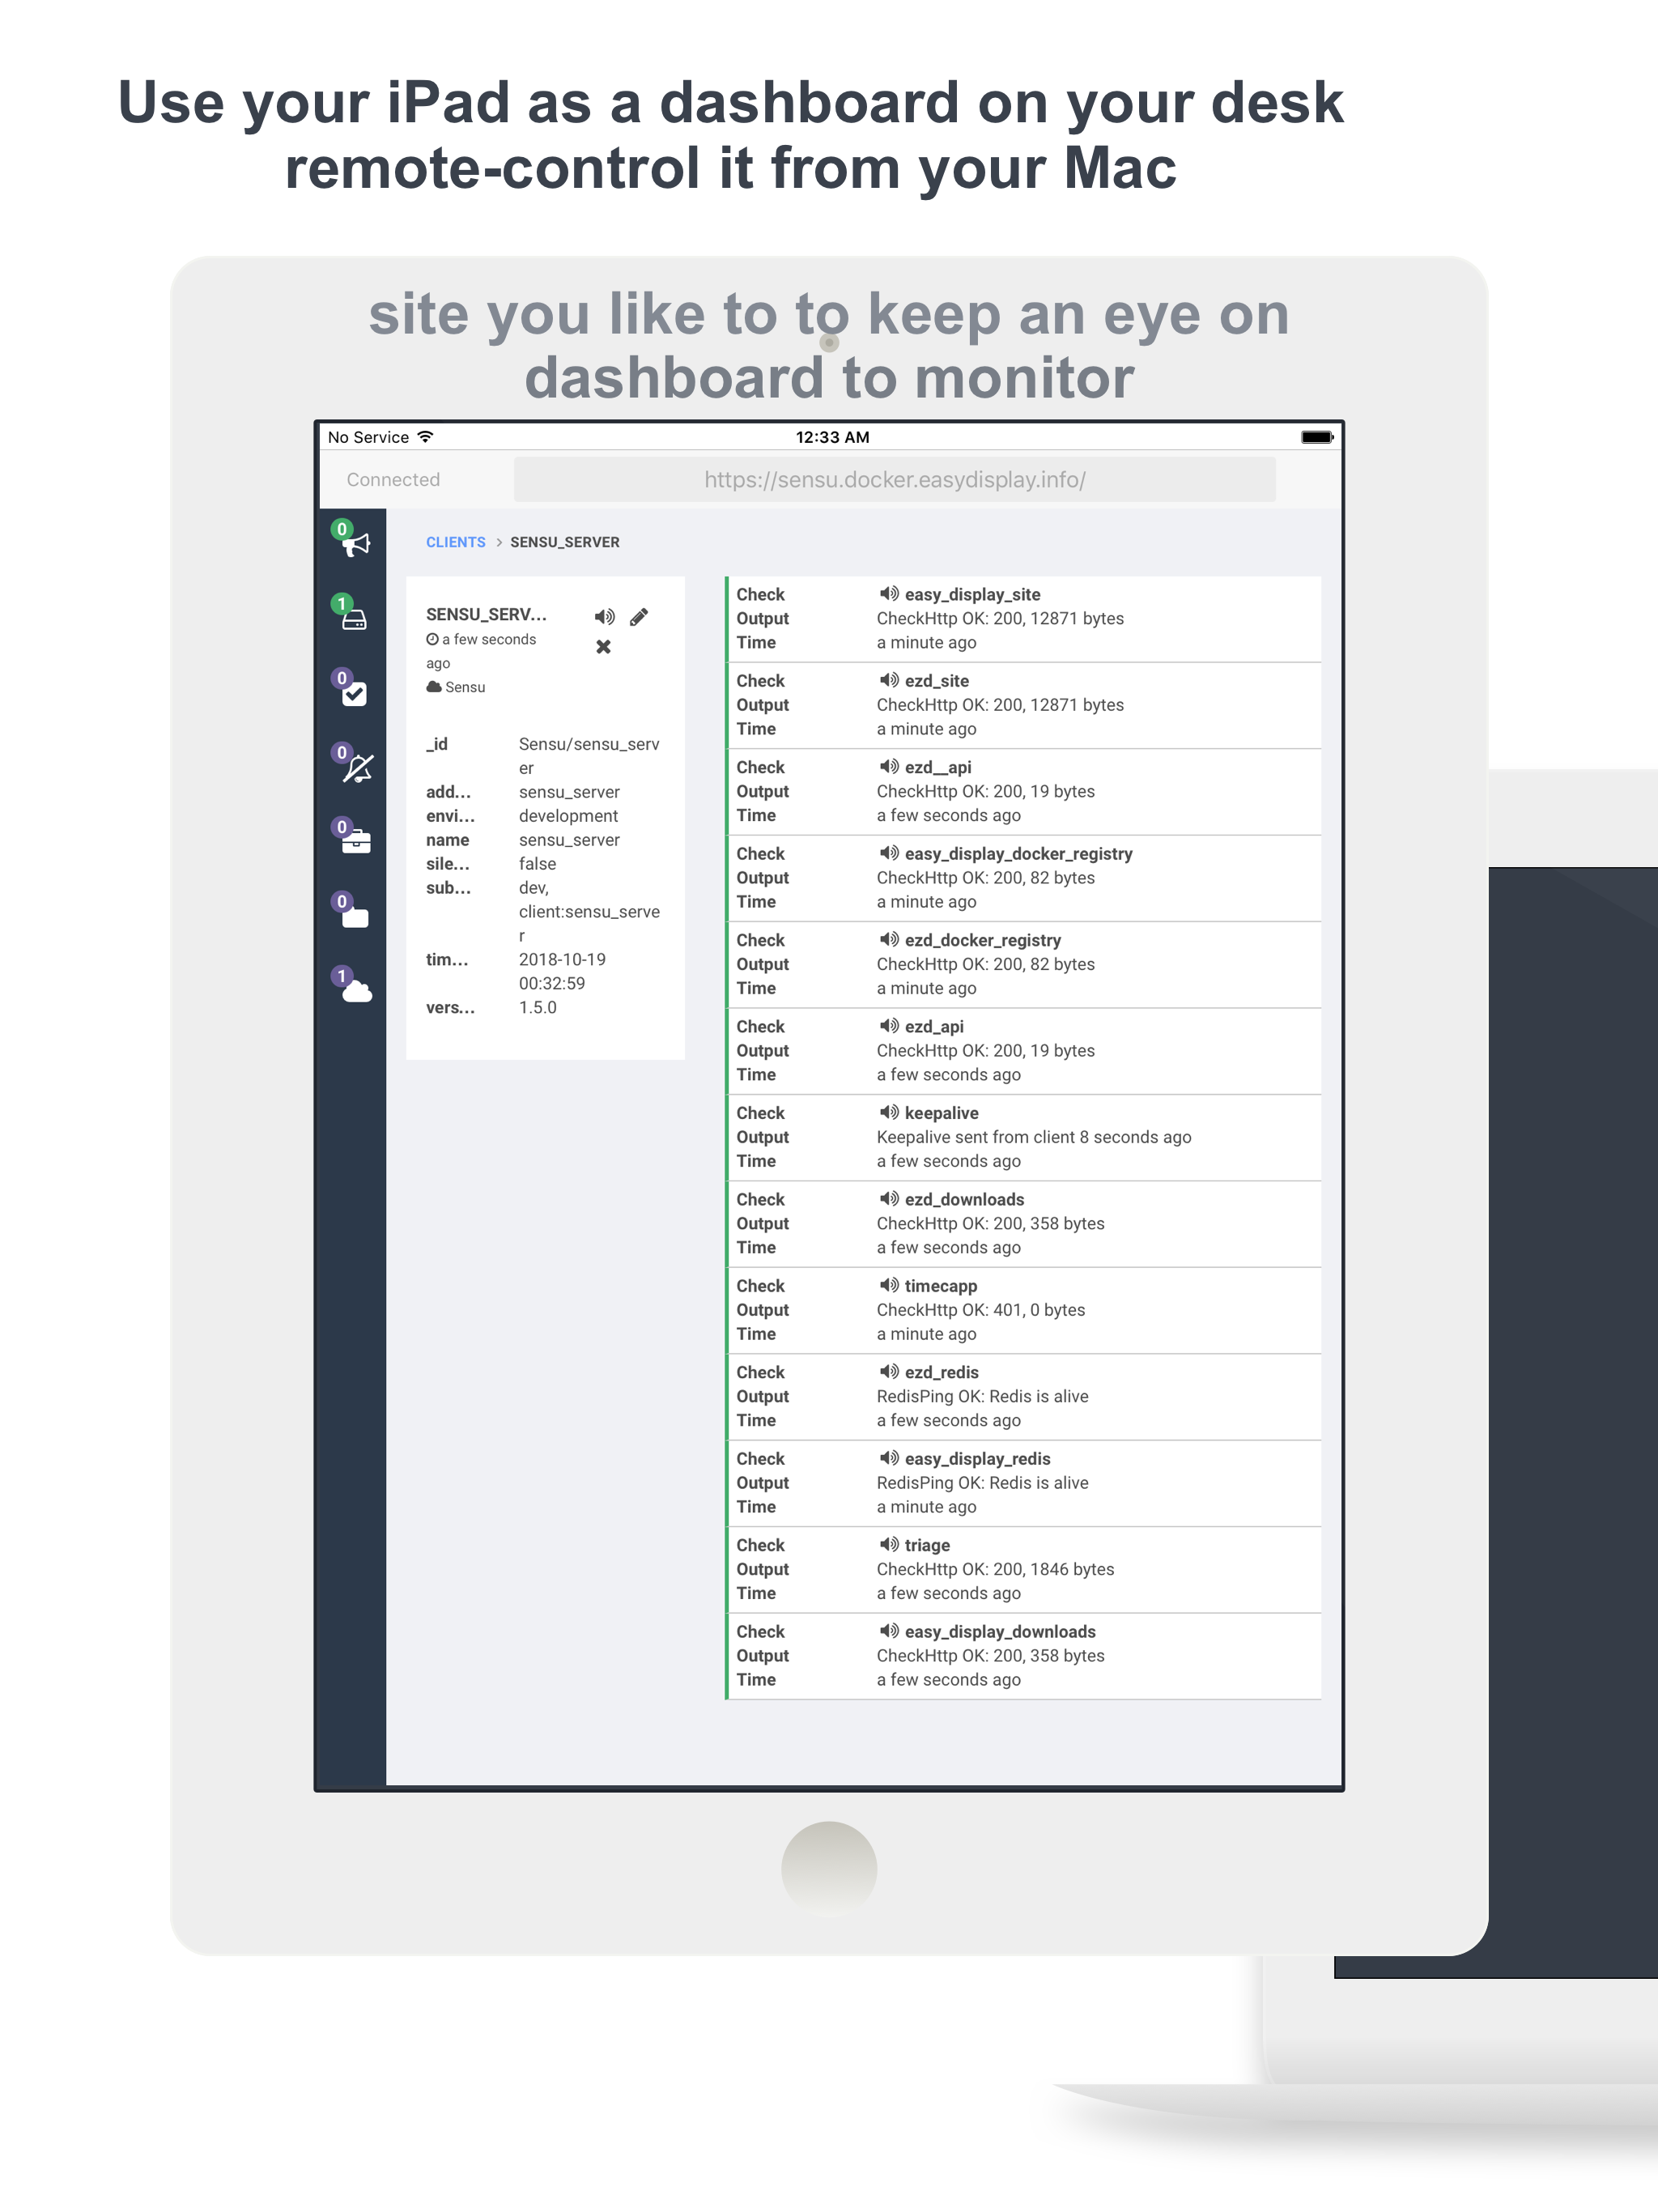 Use your iPad as a dashboard on your desk
remote-control it from your Mac
site you like to to keep an eye on
dashboard to monitor
No Service 12:33 AM
Connected https://sensu.docker.easydisplay.info/
0
1
0
0
0
0
1
CLIENTS > SENSU_SERVER
SENSU_SERV...
a few seconds
ago
Sensu
_id Sensu/sensu_serv
er
add... sensu_server
envi... development
name sensu_server
sile... false
sub... dev,
client:sensu_serve
r
tim... 2018-10-19
00:32:59
vers... 1.5.0
Check easy_display_site
Output CheckHttp OK: 200, 12871 bytes
Time a minute ago
Check ezd_site
Output CheckHttp OK: 200, 12871 bytes
Time a minute ago
Check ezd__api
Output CheckHttp OK: 200, 19 bytes
Time a few seconds ago
Check easy_display_docker_registry
Output CheckHttp OK: 200, 82 bytes
Time a minute ago
Check ezd_docker_registry
Output CheckHttp OK: 200, 82 bytes
Time a minute ago
Check ezd_api
Output CheckHttp OK: 200, 19 bytes
Time a few seconds ago
Check keepalive
Output Keepalive sent from client 8 seconds ago
Time a few seconds ago
Check ezd_downloads
Output CheckHttp OK: 200, 358 bytes
Time a few seconds ago
Check timecapp
Output CheckHttp OK: 401, 0 bytes
Time a minute ago
Check ezd_redis
Output RedisPing OK: Redis is alive
Time a few seconds ago
Check easy_display_redis
Output RedisPing OK: Redis is alive
Time a minute ago
Check triage
Output CheckHttp OK: 200, 1846 bytes
Time a few seconds ago
Check easy_display_downloads
Output CheckHttp OK: 200, 358 bytes
Time a few seconds ago